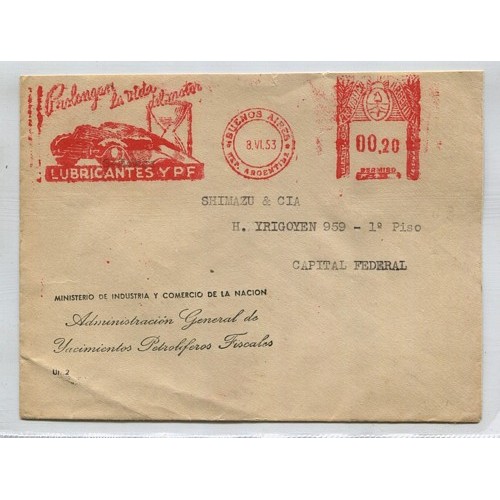 Prolongan
la vida
del motor
LUBRICANTES YPF
BUENOS AIRES
8.VI.53
REP. ARGENTINA
00,20
PERMISO
SHIMAZU & CIA
H. YRIGOYEN 959 - 1º Piso
CAPITAL FEDERAL
MINISTERIO DE INDUSTRIA Y COMERCIO DE LA NACION
Administración General de
Yacimientos Petrolíferos Fiscales